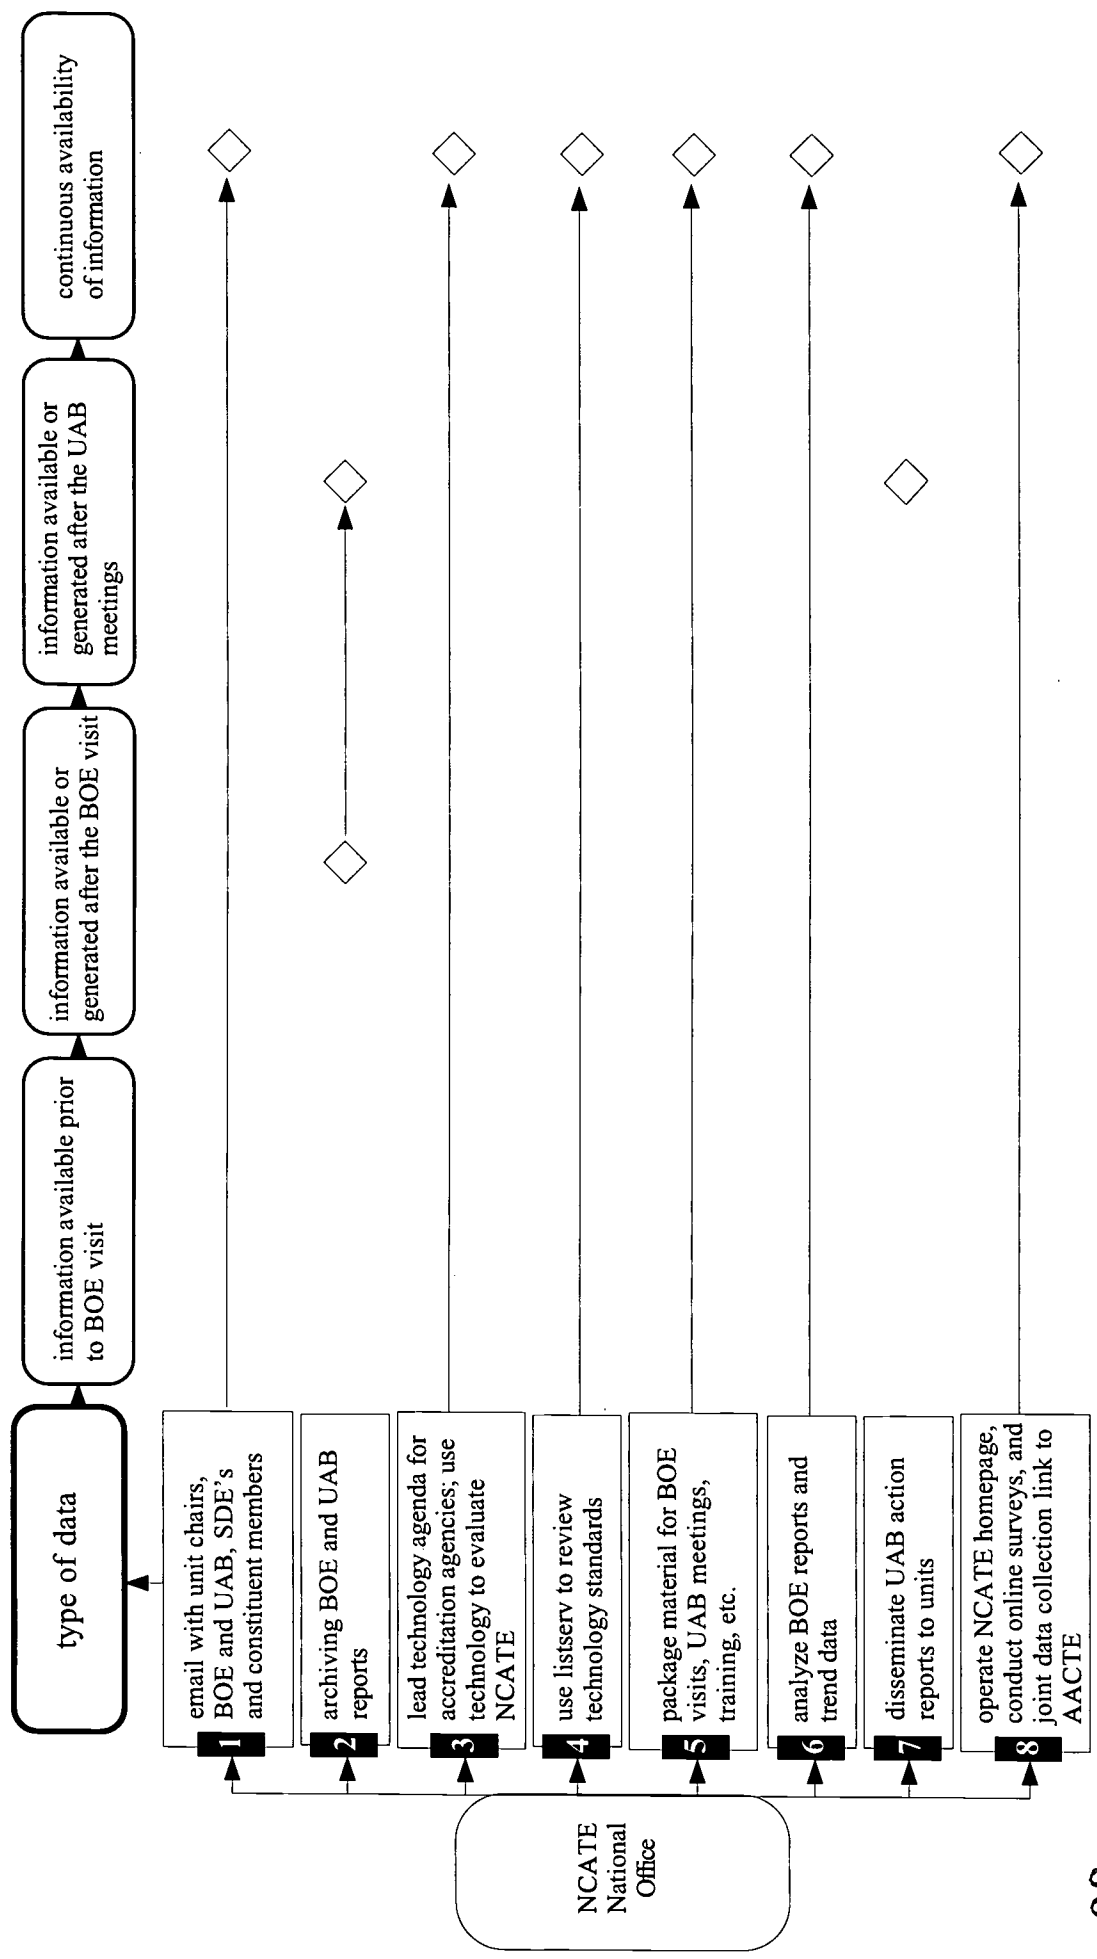 type of data
information available prior
to BOE visit
information available or
generated after the BOE visit
information available or
generated after the UAB
meetings
continuous availability
of information
NCATE
National
Office
1
email with unit chairs,
BOE and UAB, SDE's
and constituent members
2
archiving BOE and UAB
reports
3
lead technology agenda for
accreditation agencies; use
technology to evaluate
NCATE
4
use listserv to review
technology standards
5
package material for BOE
visits, UAB meetings,
training, etc.
6
analyze BOE reports and
trend data
7
disseminate UAB action
reports to units
8
operate NCATE homepage,
conduct online surveys, and
joint data collection link to
AACTE